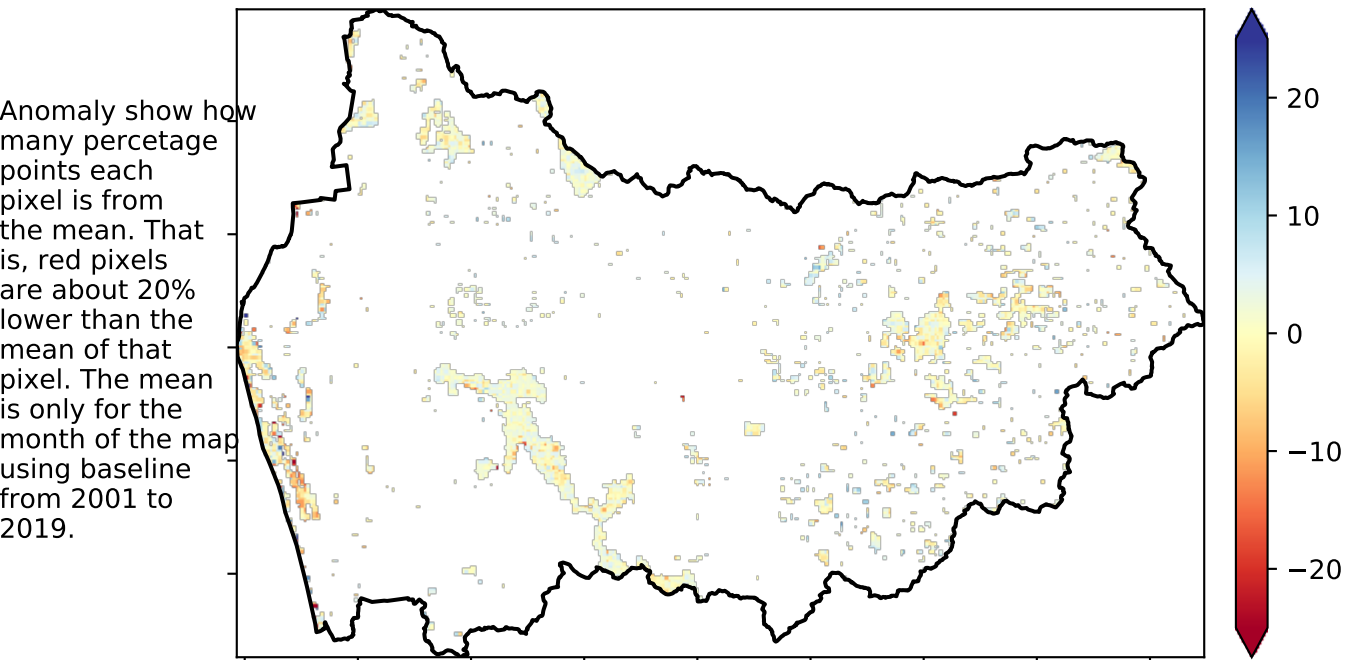 Anomaly show how
many percetage
points each
pixel is from
the mean. That
is, red pixels
are about 20%
lower than the
mean of that
pixel. The mean
is only for the
month of the map
using baseline
from 2001 to
2019.
20
10
0
−10
−20